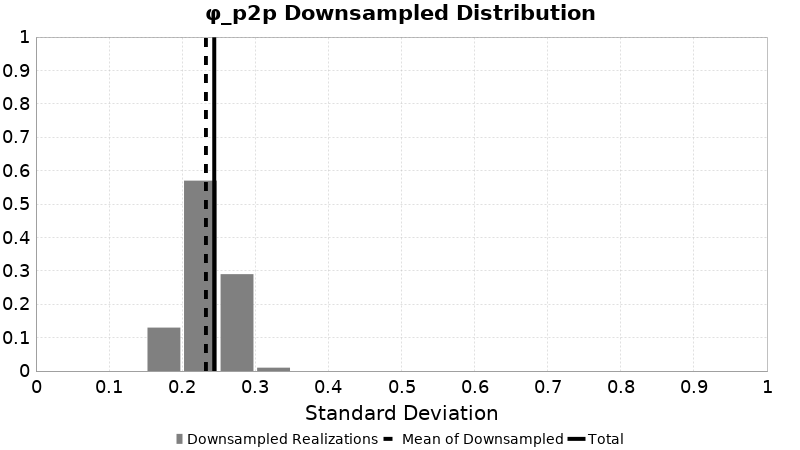 φ_p2p Downsampled Distribution
1
0.9
0.8
0.7
0.6
0.5
0.4
0.3
0.2
0.1
0
0 0.1 0.2 0.3 0.4 0.5 0.6 0.7 0.8 0.9 1
Standard Deviation
Downsampled Realizations Mean of Downsampled Total